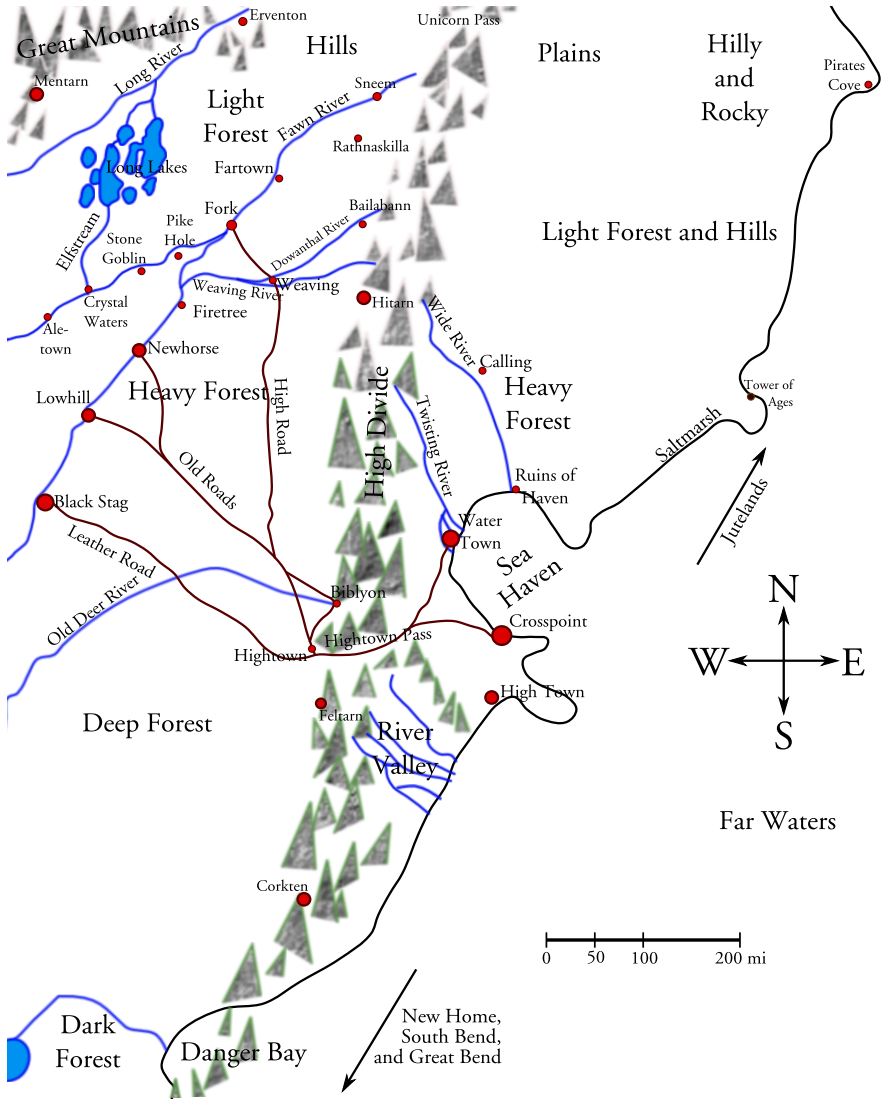 Great Mountains
Erventon
Unicorn Pass
Hills
Plains
Hilly
and
Rocky
Pirates
Cove
Long River
Mentarn
Sneem
Light
Forest
Fawn River
Rathnaskilla
Long Lakes
Fartown
Bailabann
Fork
Pike
Hole
Elfstream
Stone
Goblin
Dowanthal River
Light Forest and Hills
Weaving River
Weaving
Crystal
Waters
Firetree
Hitarn
Wide River
Ale-
town
Newhorse
Calling
Heavy Forest
High Road
High Divide
Heavy
Forest
Tower of
Ages
Lowhill
Twisting River
Saltmarsh
Old Roads
Ruins of
Haven
Black Stag
Water
Town
Jutelands
Leather Road
Sea
Haven
Old Deer River
Biblyon
N
Crosspoint
Hightown Pass
Hightown
W
E
High Town
Feltarn
Deep Forest
River
Valley
S
Far Waters
Corkten
0
50
100
200 mi
New Home,
South Bend,
and Great Bend
Dark
Forest
Danger Bay